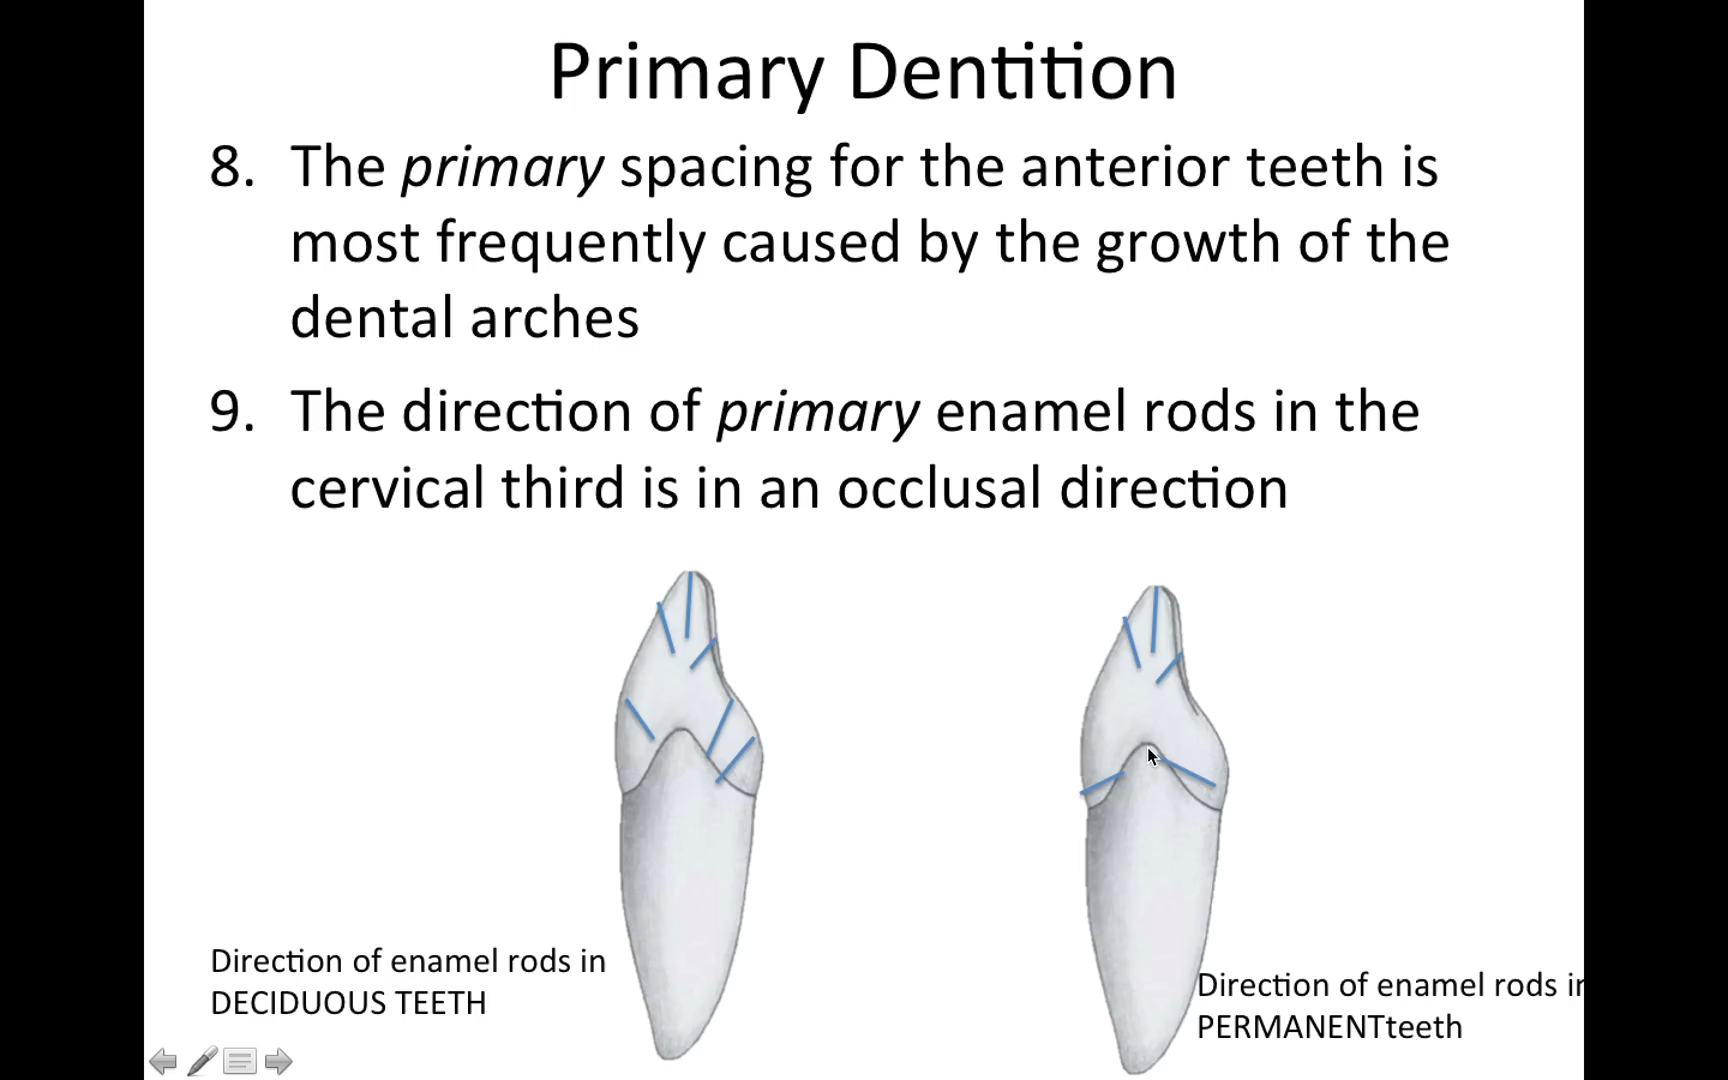 Primary Dentition
8. The primary spacing for the anterior teeth is
most frequently caused by the growth of the
dental arches
9. The direction of primary enamel rods in the
cervical third is in an occlusal direction
Direction of enamel rods in
DECIDUOUS TEETH
Direction of enamel rods in
PERMANENTteeth